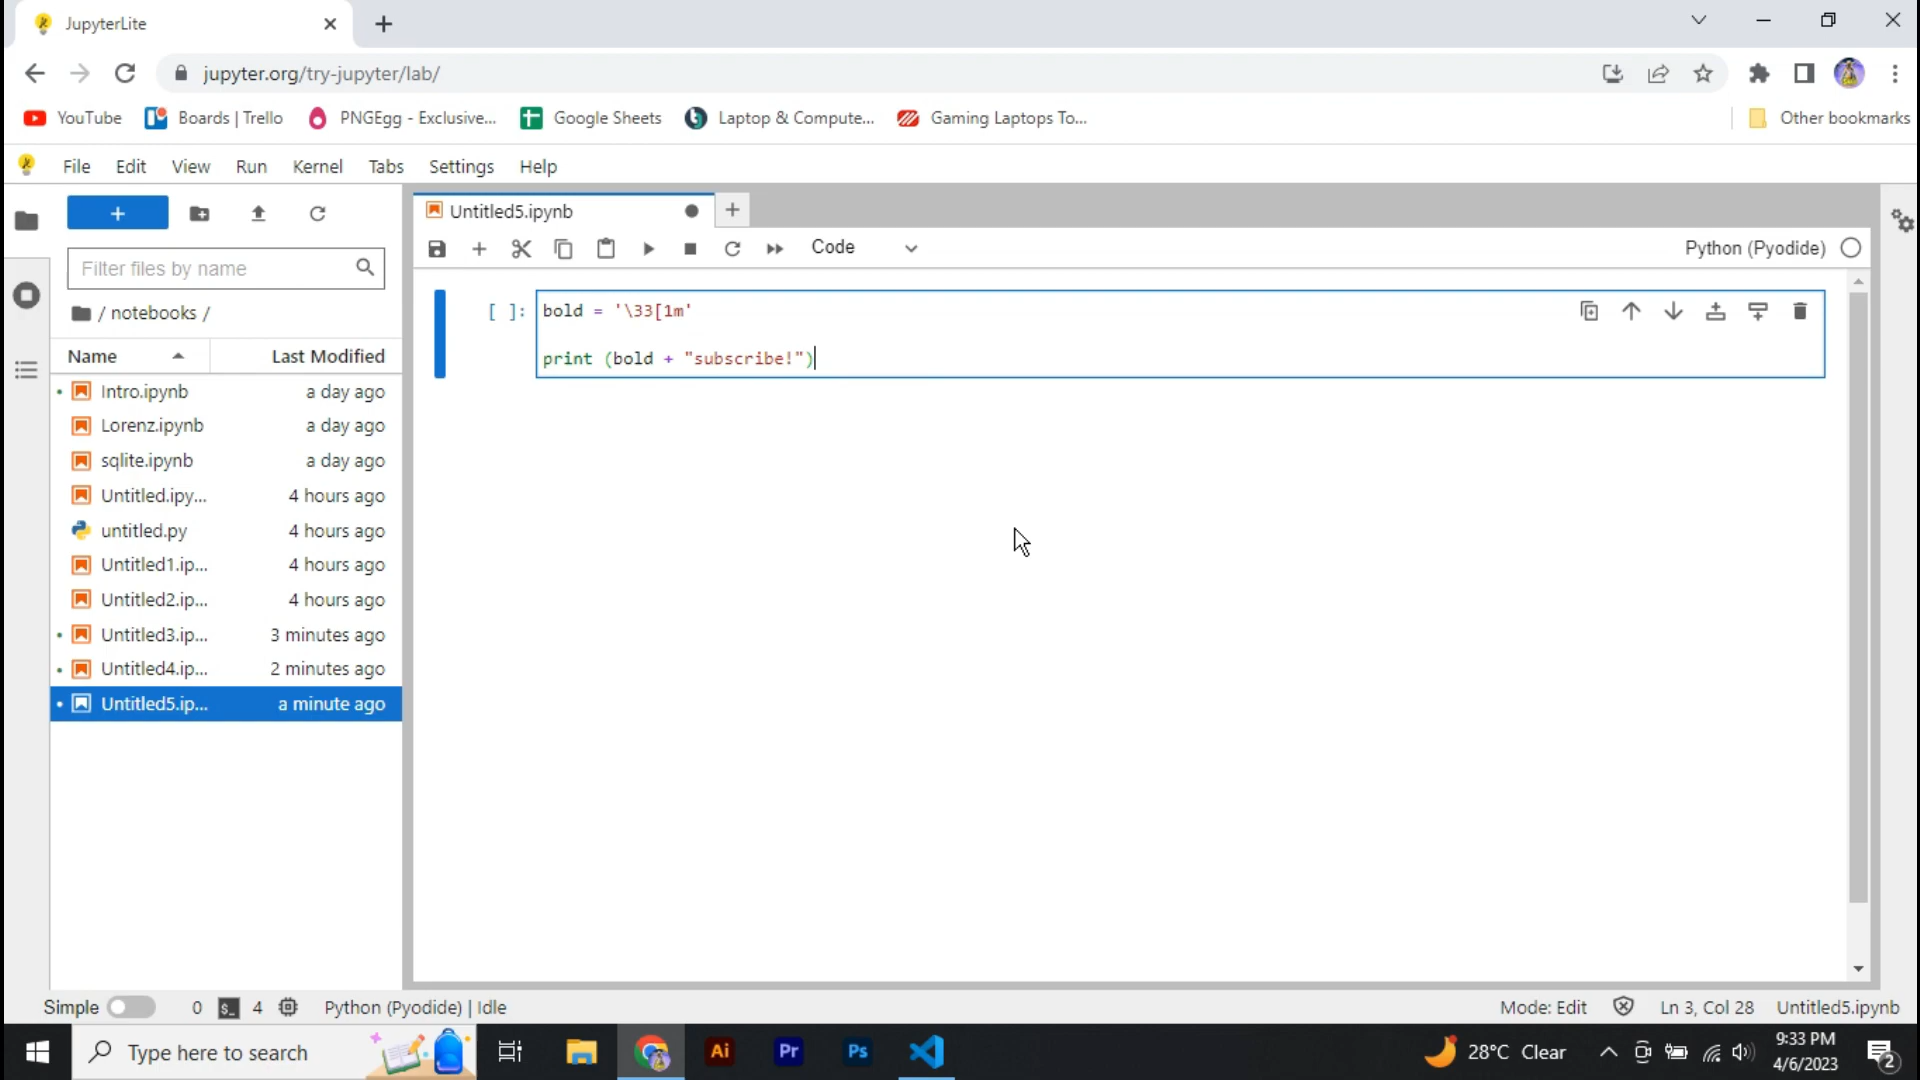 JupyterLite
jupyter.org/try-jupyter/lab/
YouTube Boards | Trello PNGEgg - Exclusive... Google Sheets Laptop & Compute... Gaming Laptops To... Other bookmarks
File Edit View Run Kernel Tabs Settings Help
+ Untitled5.ipynb +
Code Python (Pyodide)
Filter files by name
/ notebooks /
[ ]: bold = '\33[1m'
print (bold + "subscribe!")
Name Last Modified
Intro.ipynb a day ago
Lorenz.ipynb a day ago
sqlite.ipynb a day ago
Untitled.ipy... 4 hours ago
untitled.py 4 hours ago
Untitled1.ip... 4 hours ago
Untitled2.ip... 4 hours ago
Untitled3.ip... 3 minutes ago
Untitled4.ip... 2 minutes ago
Untitled5.ip... a minute ago
Simple 0 $_ 4 Python (Pyodide) | Idle Mode: Edit Ln 3, Col 28 Untitled5.ipynb
Type here to search Ai Pr Ps 28°C Clear 9:33 PM
4/6/2023 2